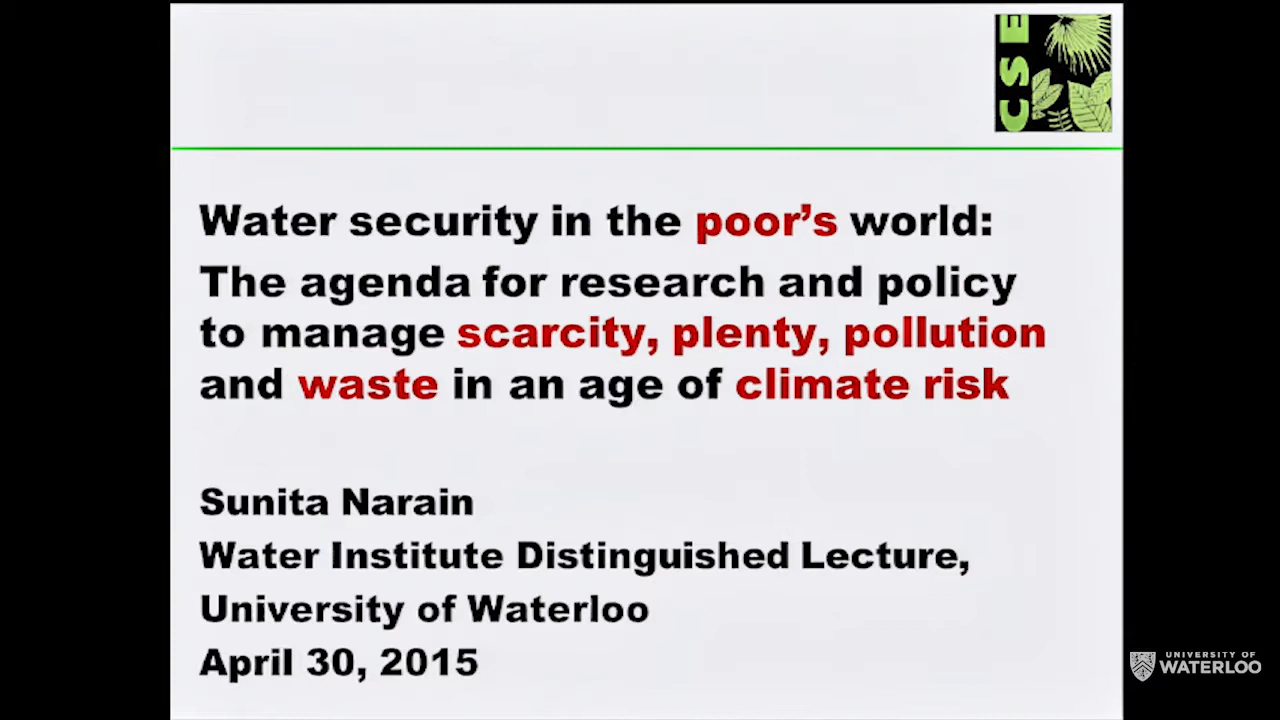 CSE
Water security in the poor's world:
The agenda for research and policy
to manage scarcity, plenty, pollution
and waste in an age of climate risk
Sunita Narain
Water Institute Distinguished Lecture,
University of Waterloo
April 30, 2015
UNIVERSITY OF
WATERLOO